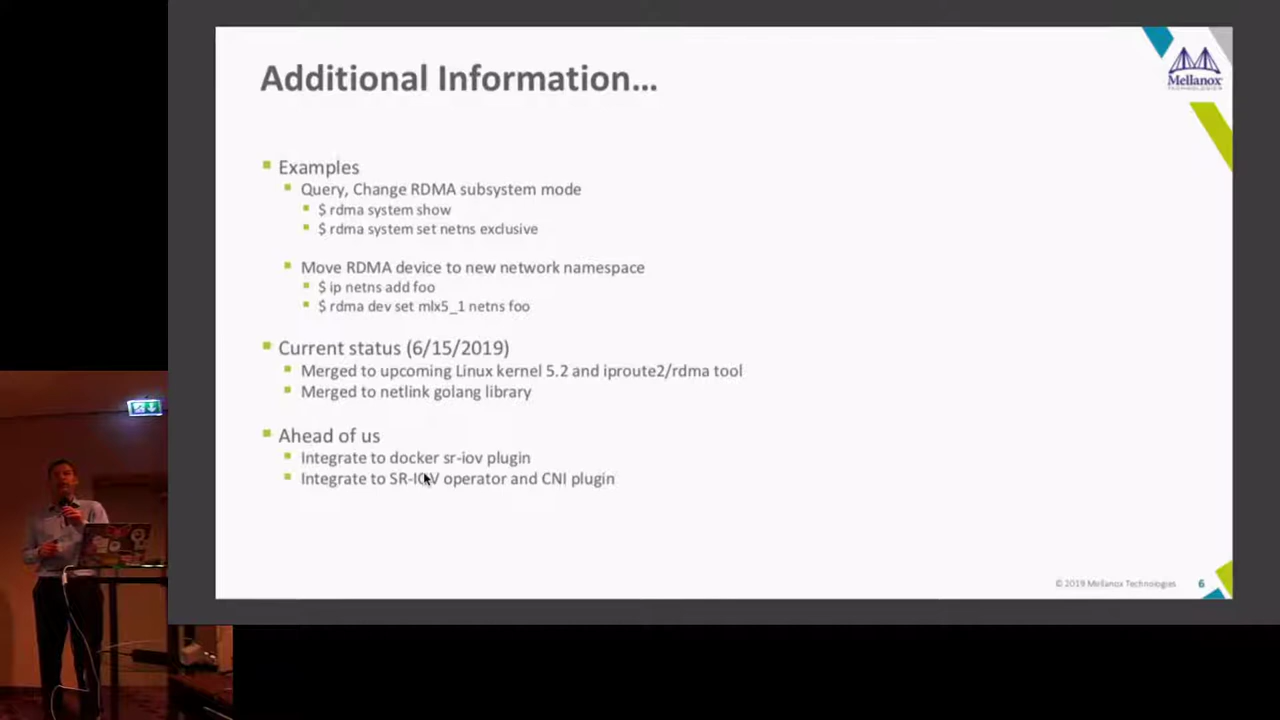 Additional Information...
Mellanox
TECHNOLOGIES
Examples
Query, Change RDMA subsystem mode
$ rdma system show
$ rdma system set netns exclusive
Move RDMA device to new network namespace
$ ip netns add foo
$ rdma dev set mlx5_1 netns foo
Current status (6/15/2019)
Merged to upcoming Linux kernel 5.2 and iproute2/rdma tool
Merged to netlink golang library
Ahead of us
Integrate to docker sr-iov plugin
Integrate to SR-IOV operator and CNI plugin
© 2019 Mellanox Technologies 6